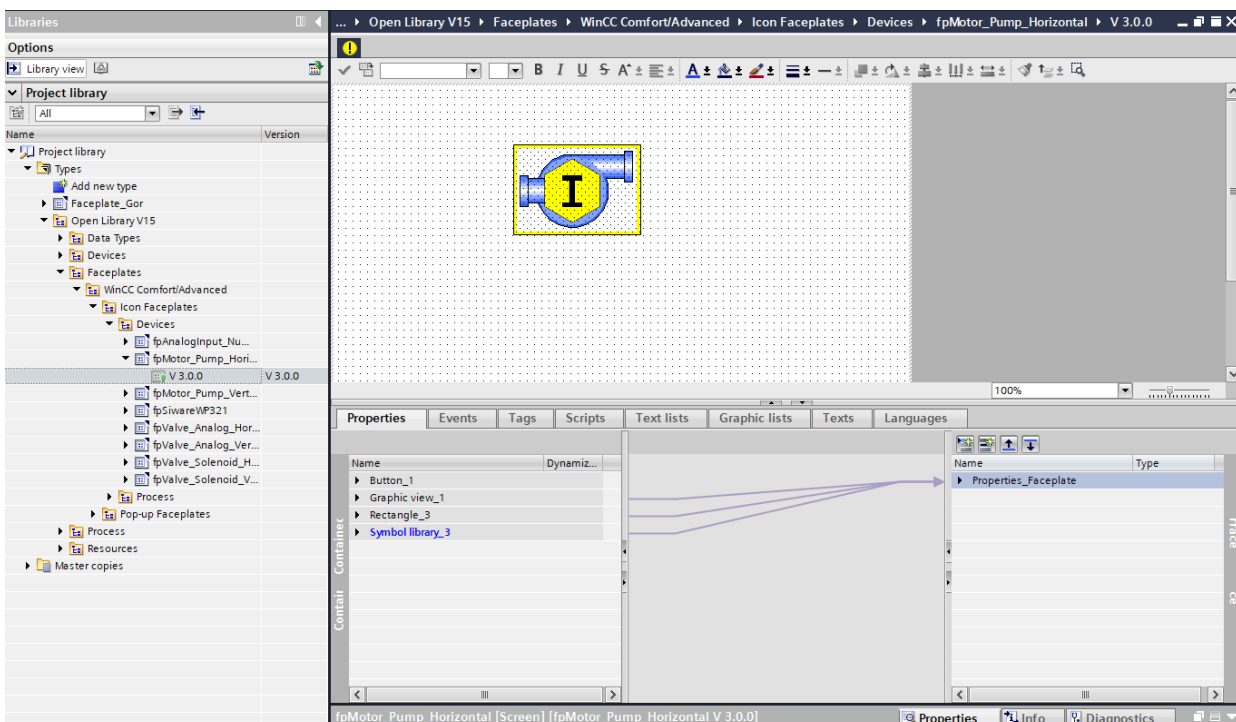 Libraries
Options
Library view
Project library
All
Name Version
Project library
Types
Add new type
Faceplate_Gor
Open Library V15
Data Types
Devices
Faceplates
WinCC Comfort/Advanced
Icon Faceplates
Devices
fpAnalogInput_Nu...
fpMotor_Pump_Hori...
V 3.0.0 V 3.0.0
fpMotor_Pump_Vert...
fpSiwareWP321
fpValve_Analog_Hor...
fpValve_Analog_Ver...
fpValve_Solenoid_H...
fpValve_Solenoid_V...
Process
Pop-up Faceplates
Process
Resources
Master copies
... Open Library V15 Faceplates WinCC Comfort/Advanced Icon Faceplates Devices fpMotor_Pump_Horizontal V 3.0.0
B I U S A A
I
100%
Properties Events Tags Scripts Text lists Graphic lists Texts Languages
Name Dynamiz...
Button_1
Graphic view_1
Rectangle_3
Symbol library_3
Container
Contair
Name Type
Properties_Faceplate
fpMotor_Pump_Horizontal [Screen] [fpMotor_Pump_Horizontal V 3.0.0]
Properties Info Diagnostics